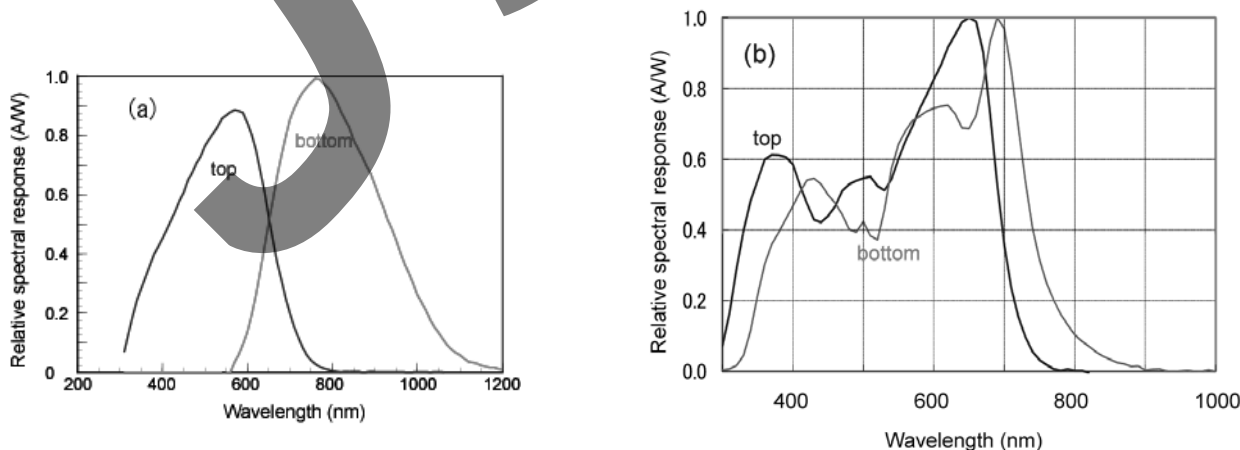 (a)
Relative spectral response (A/W)
1.0
0.8
0.6
0.4
0.2
0
top
bottom
200
400
600
800
1000
1200
Wavelength (nm)
(b)
Relative spectral response (A/W)
1.0
0.8
0.6
0.4
0.2
0.0
top
bottom
400
600
800
1000
Wavelength (nm)